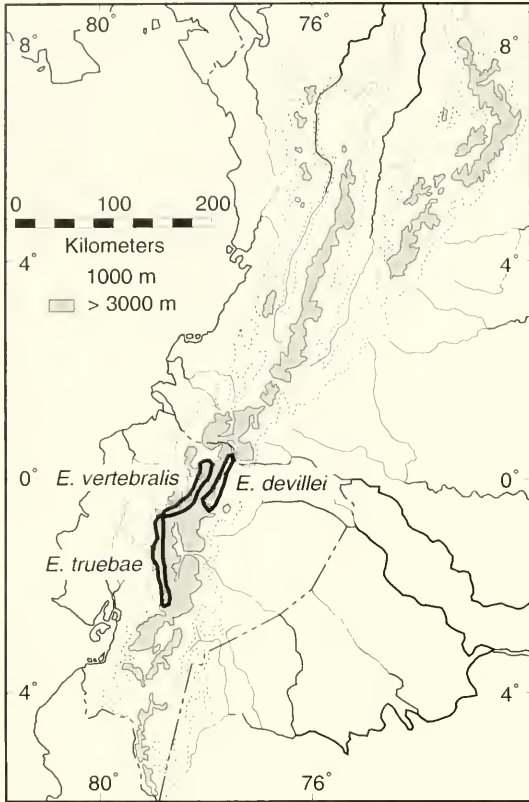 80° 76°
8° 8°
0 100 200
Kilometers
4° 4°
1000 m
> 3000 m
0° 0°
E. vertebralis
E. devillei
E. truebae
4° 4°
80° 76°